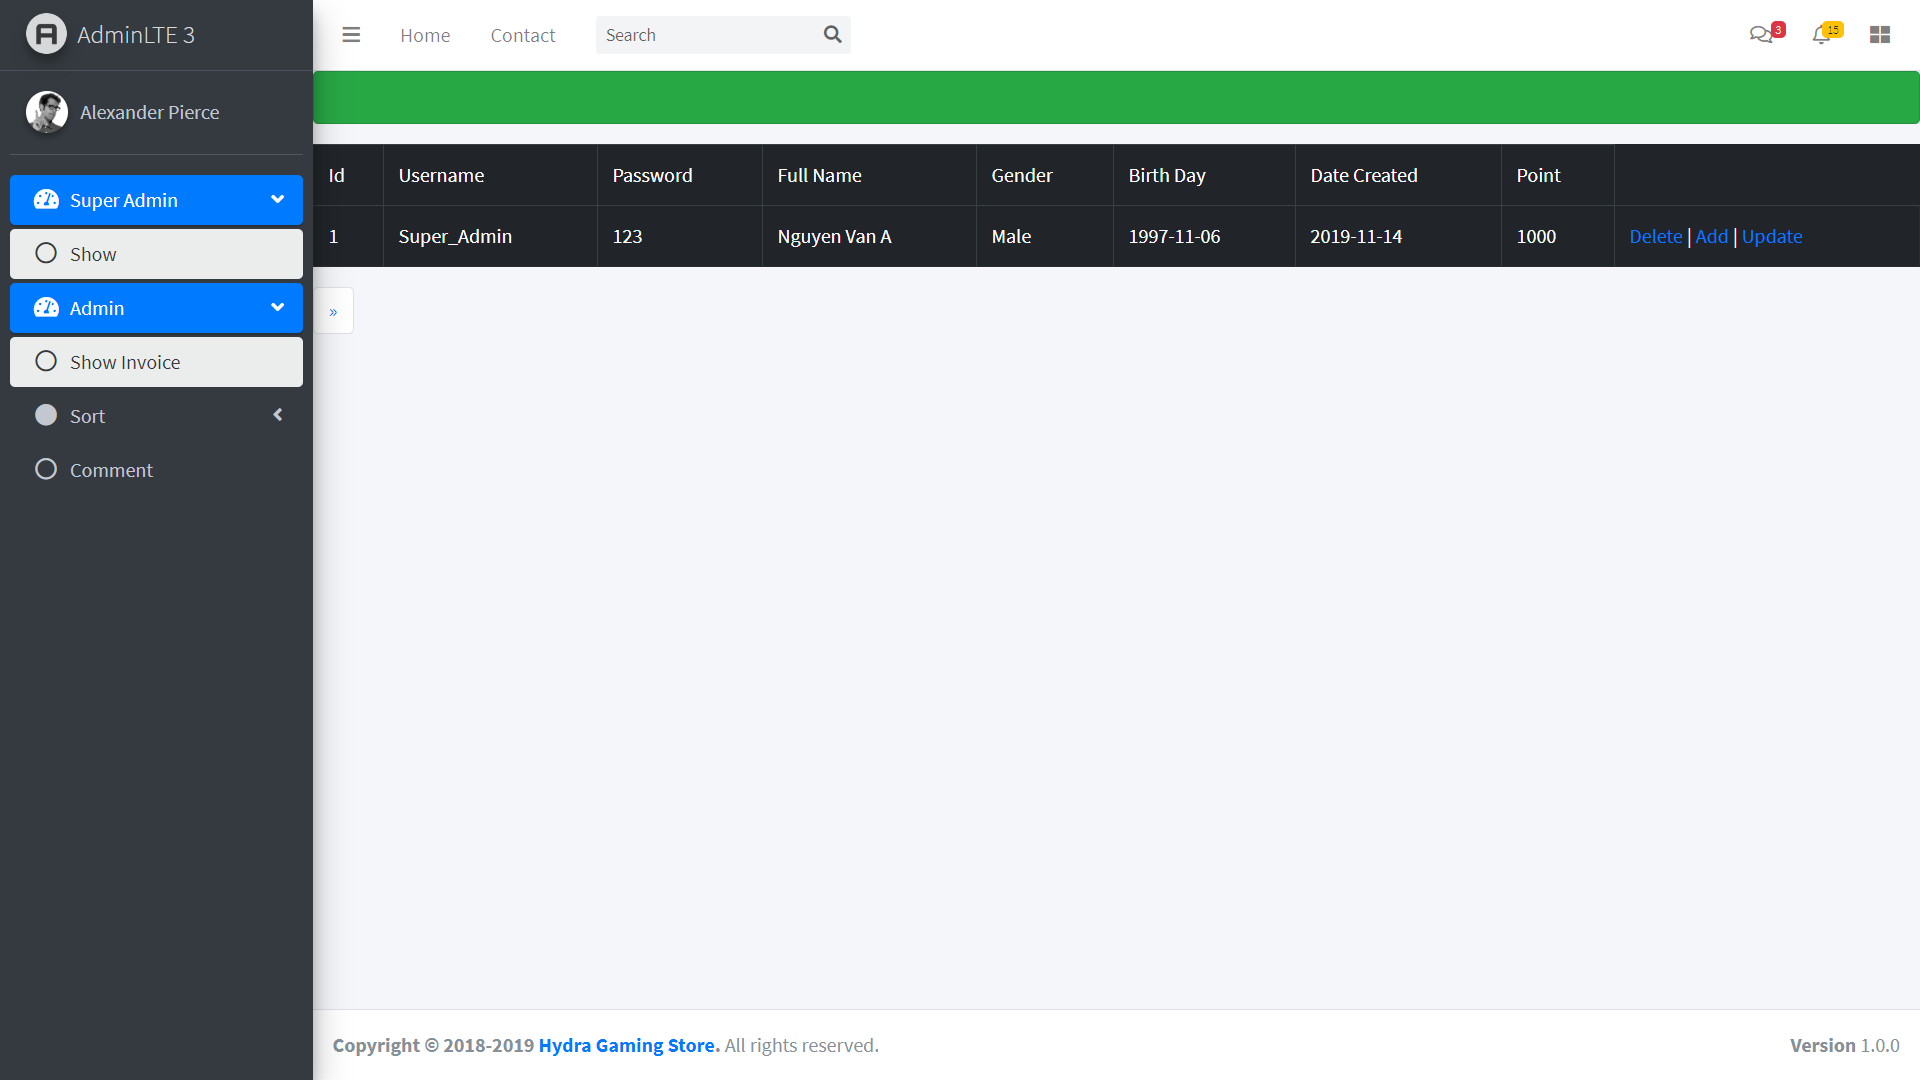 AdminLTE 3
Home
Contact
Search
3
15
Alexander Pierce
Super Admin
Show
Admin
Show Invoice
Sort
Comment
Id Username Password Full Name Gender Birth Day Date Created Point
1 Super_Admin 123 Nguyen Van A Male 1997-11-06 2019-11-14 1000 Delete | Add | Update
»
Copyright © 2018-2019 Hydra Gaming Store. All rights reserved.
Version 1.0.0